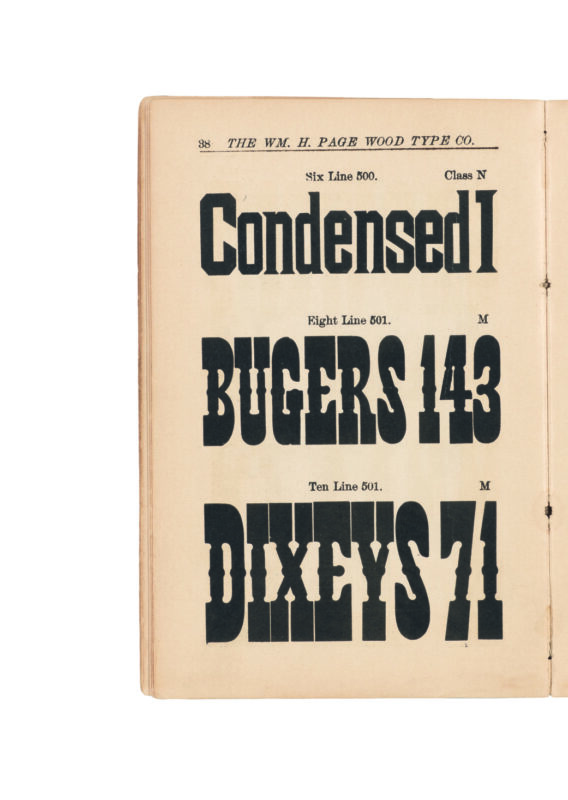 38 THE WM. H. PAGE WOOD TYPE CO.
Six Line 500. Class N
Condensed 1
Eight Line 501. M
BUGERS 143
Ten Line 501. M
DIXEYS 71